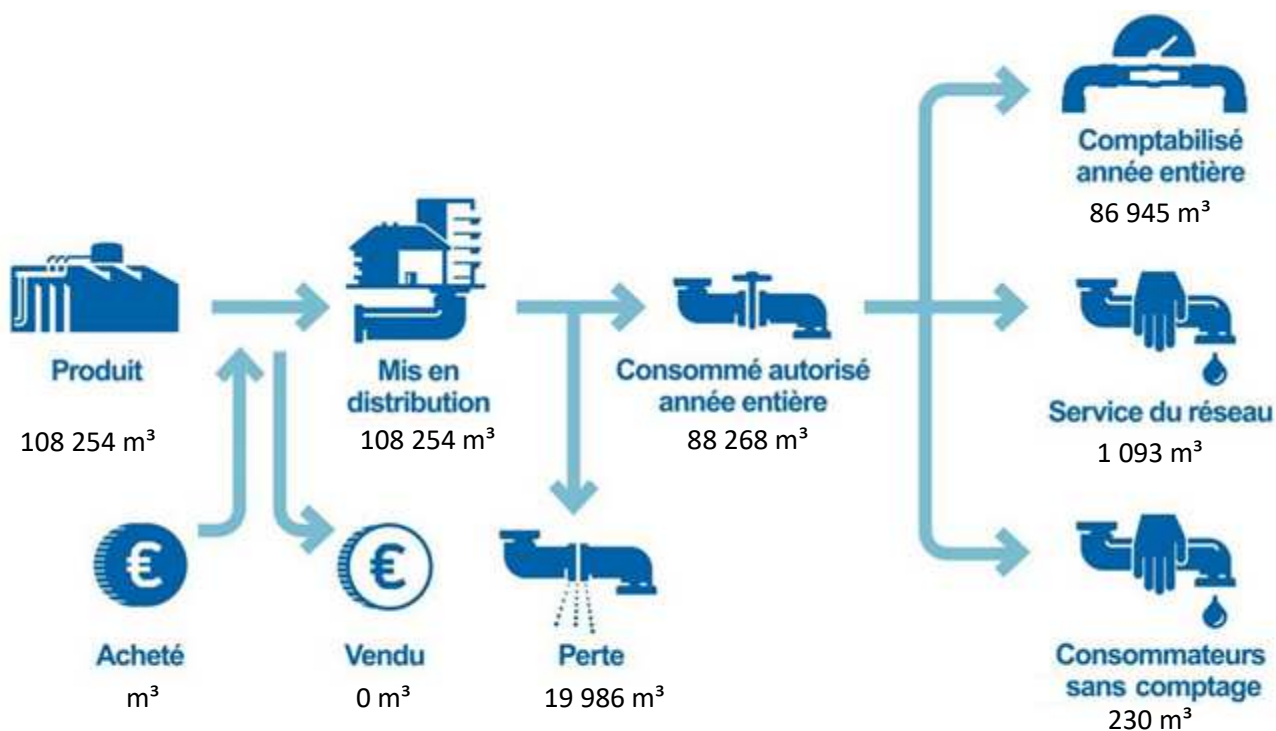 Comptabilisé
année entière
86 945 m³
Produit
108 254 m³
Mis en
distribution
108 254 m³
Consommé autorisé
année entière
88 268 m³
Service du réseau
1 093 m³
€
Acheté
m³
€
Vendu
0 m³
Perte
19 986 m³
Consommateurs
sans comptage
230 m³